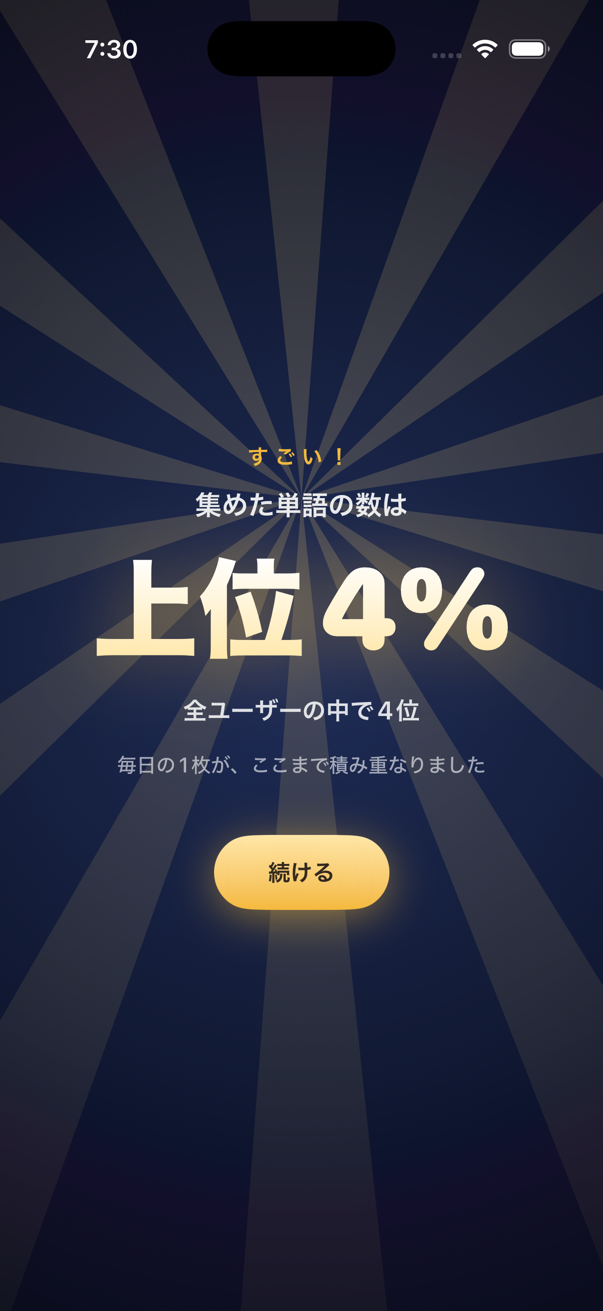 7:30
すごい！
集めた単語の数は
上位4%
全ユーザーの中で4位
毎日の1枚が、ここまで積み重なりました
続ける